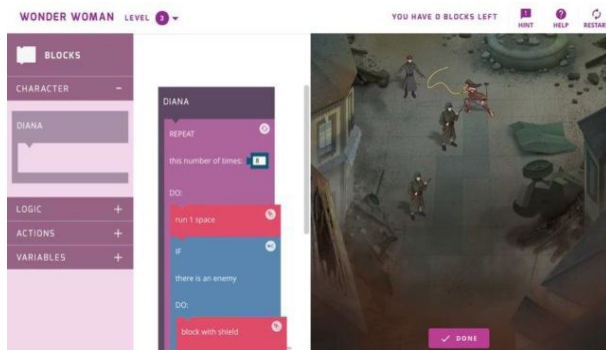 WONDER WOMAN LEVEL 3
YOU HAVE 0 BLOCKS LEFT
HINT
HELP
RESTAR
BLOCKS
CHARACTER
DIANA
LOGIC
ACTIONS
VARIABLES
DIANA
REPEAT
this number of times: 8
DO:
run 1 space
IF
there is an enemy
DO:
block with shield
DONE